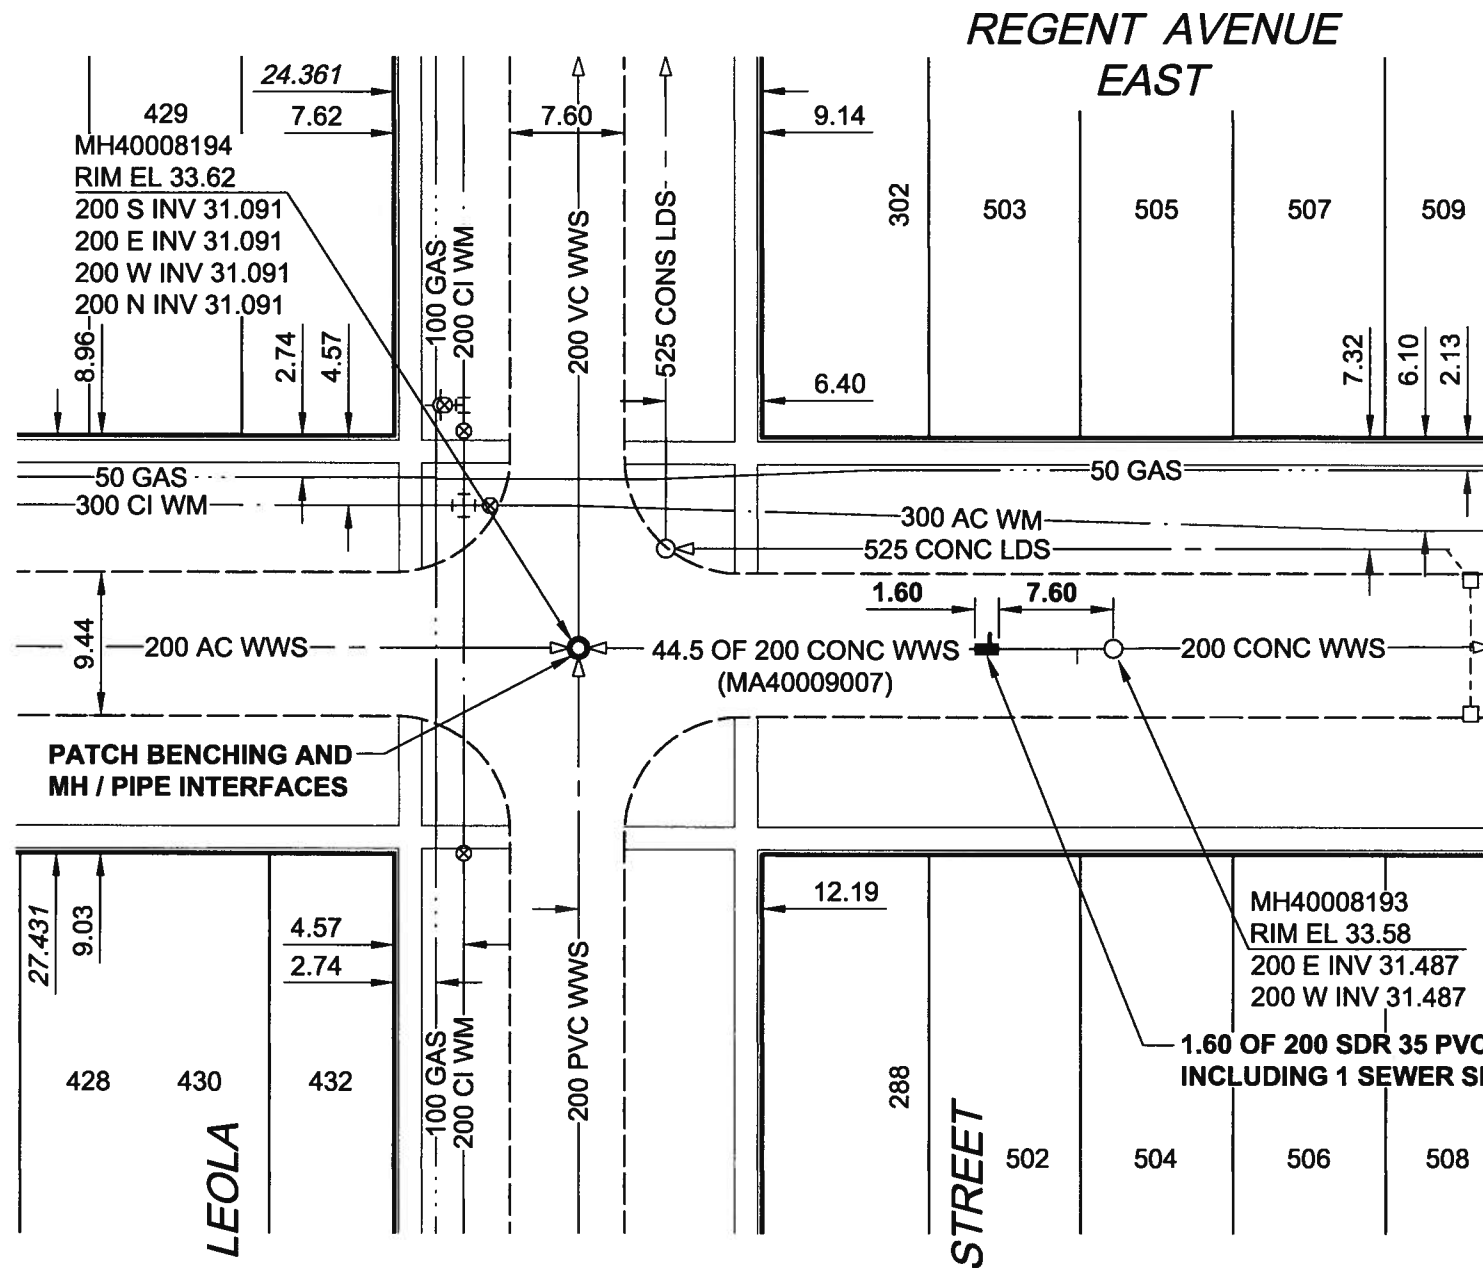 REGENT AVENUE
EAST
24.361
429
7.62
7.60
9.14
MH40008194
RIM EL 33.62
200 S INV 31.091
200 E INV 31.091
200 W INV 31.091
200 N INV 31.091
100 GAS
200 CI WM
200 VC WWS
525 CONS LDS
302
503
505
507
509
8.96
2.74
4.57
6.40
7.32
6.10
2.13
50 GAS
50 GAS
300 CI WM
300 AC WM
525 CONC LDS
1.60
7.60
9.44
200 AC WWS
44.5 OF 200 CONC WWS
(MA40009007)
200 CONC WWS
PATCH BENCHING AND
MH / PIPE INTERFACES
27.431
9.03
4.57
2.74
12.19
MH40008193
RIM EL 33.58
200 E INV 31.487
200 W INV 31.487
1.60 OF 200 SDR 35 PVC
INCLUDING 1 SEWER
100 GAS
200 CI WM
200 PVC WWS
428
430
432
288
502
504
506
508
LEOLA
STREET